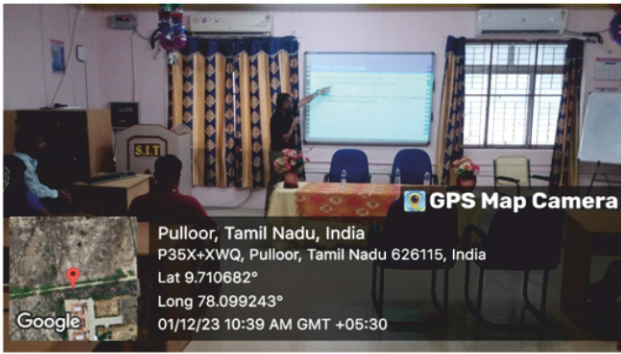 S.I.T
GPS Map Camera
Pulloor, Tamil Nadu, India
P35X+XWQ, Pulloor, Tamil Nadu 626115, India
Lat 9.710682°
Long 78.099243°
01/12/23 10:39 AM GMT +05:30
Google